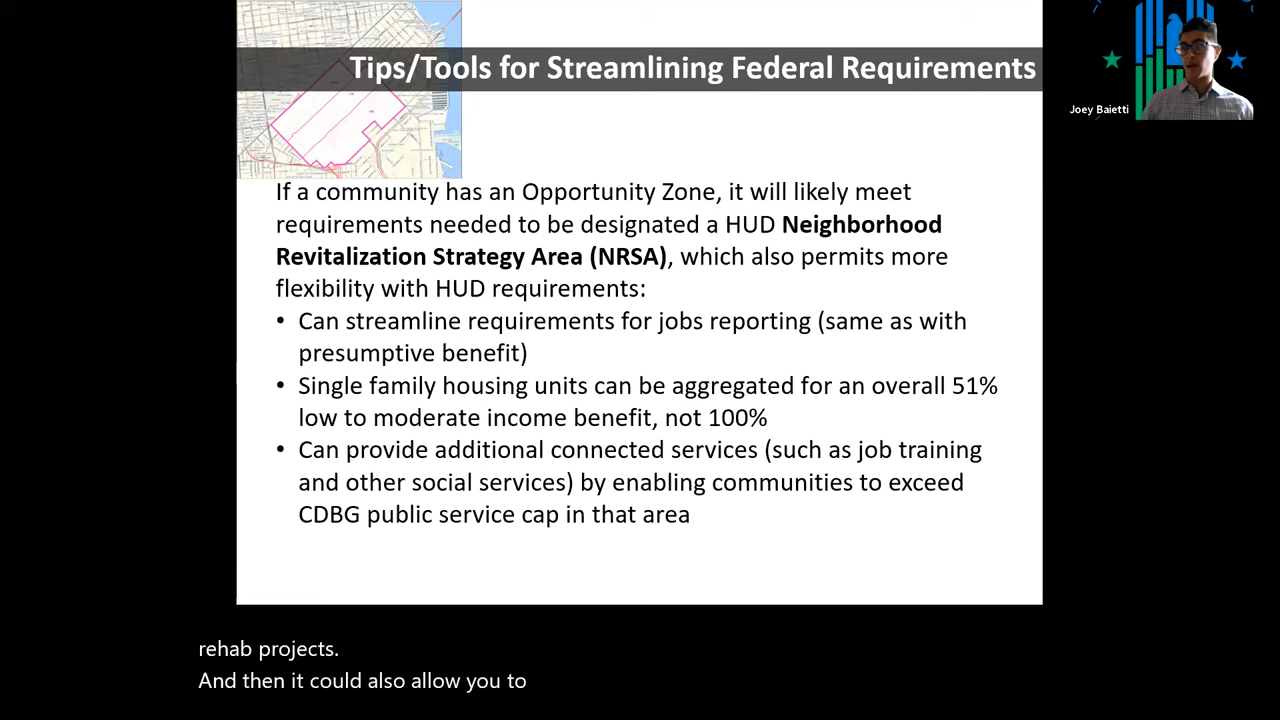 Tips/Tools for Streamlining Federal Requirements
Joey Baietti
If a community has an Opportunity Zone, it will likely meet
requirements needed to be designated a HUD Neighborhood
Revitalization Strategy Area (NRSA), which also permits more
flexibility with HUD requirements:
• Can streamline requirements for jobs reporting (same as with
presumptive benefit)
• Single family housing units can be aggregated for an overall 51%
low to moderate income benefit, not 100%
• Can provide additional connected services (such as job training
and other social services) by enabling communities to exceed
CDBG public service cap in that area
rehab projects.
And then it could also allow you to